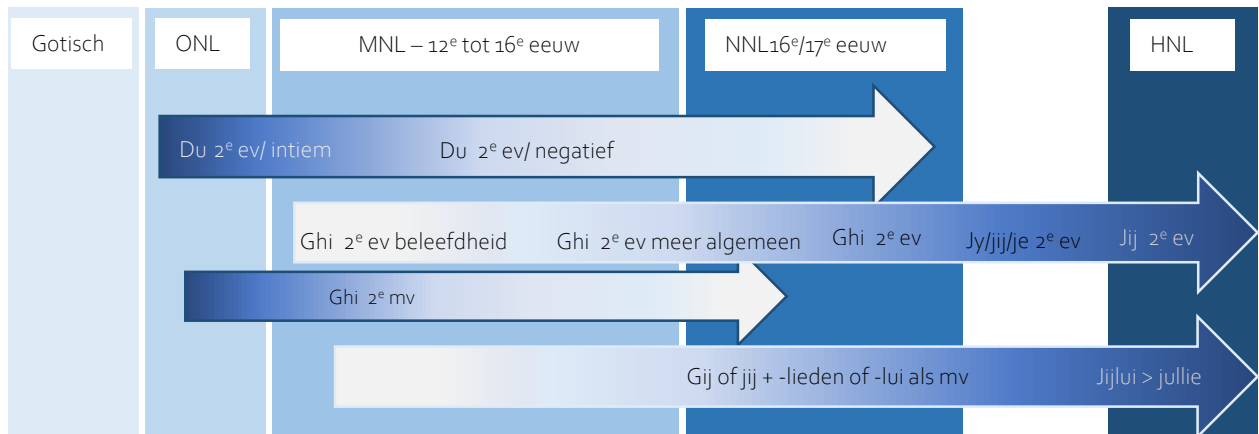 Gotisch
ONL
MNL – 12e tot 16e eeuw
NNL16e/17e eeuw
HNL
Du 2e ev/ intiem
Du 2e ev/ negatief
Ghi 2e ev beleefdheid
Ghi 2e ev meer algemeen
Ghi 2e ev
Jy/jij/je 2e ev
Jij 2e ev
Ghi 2e mv
Gij of jij + -lieden of -lui als mv
Jijlui > jullie